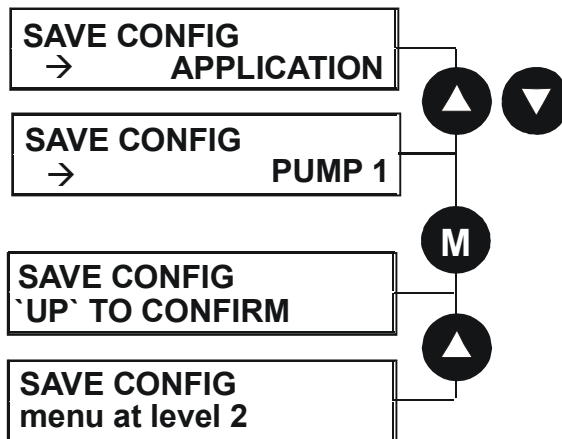 SAVE CONFIG
→ APPLICATION
SAVE CONFIG
→ PUMP 1
M
SAVE CONFIG
`UP` TO CONFIRM
SAVE CONFIG
menu at level 2